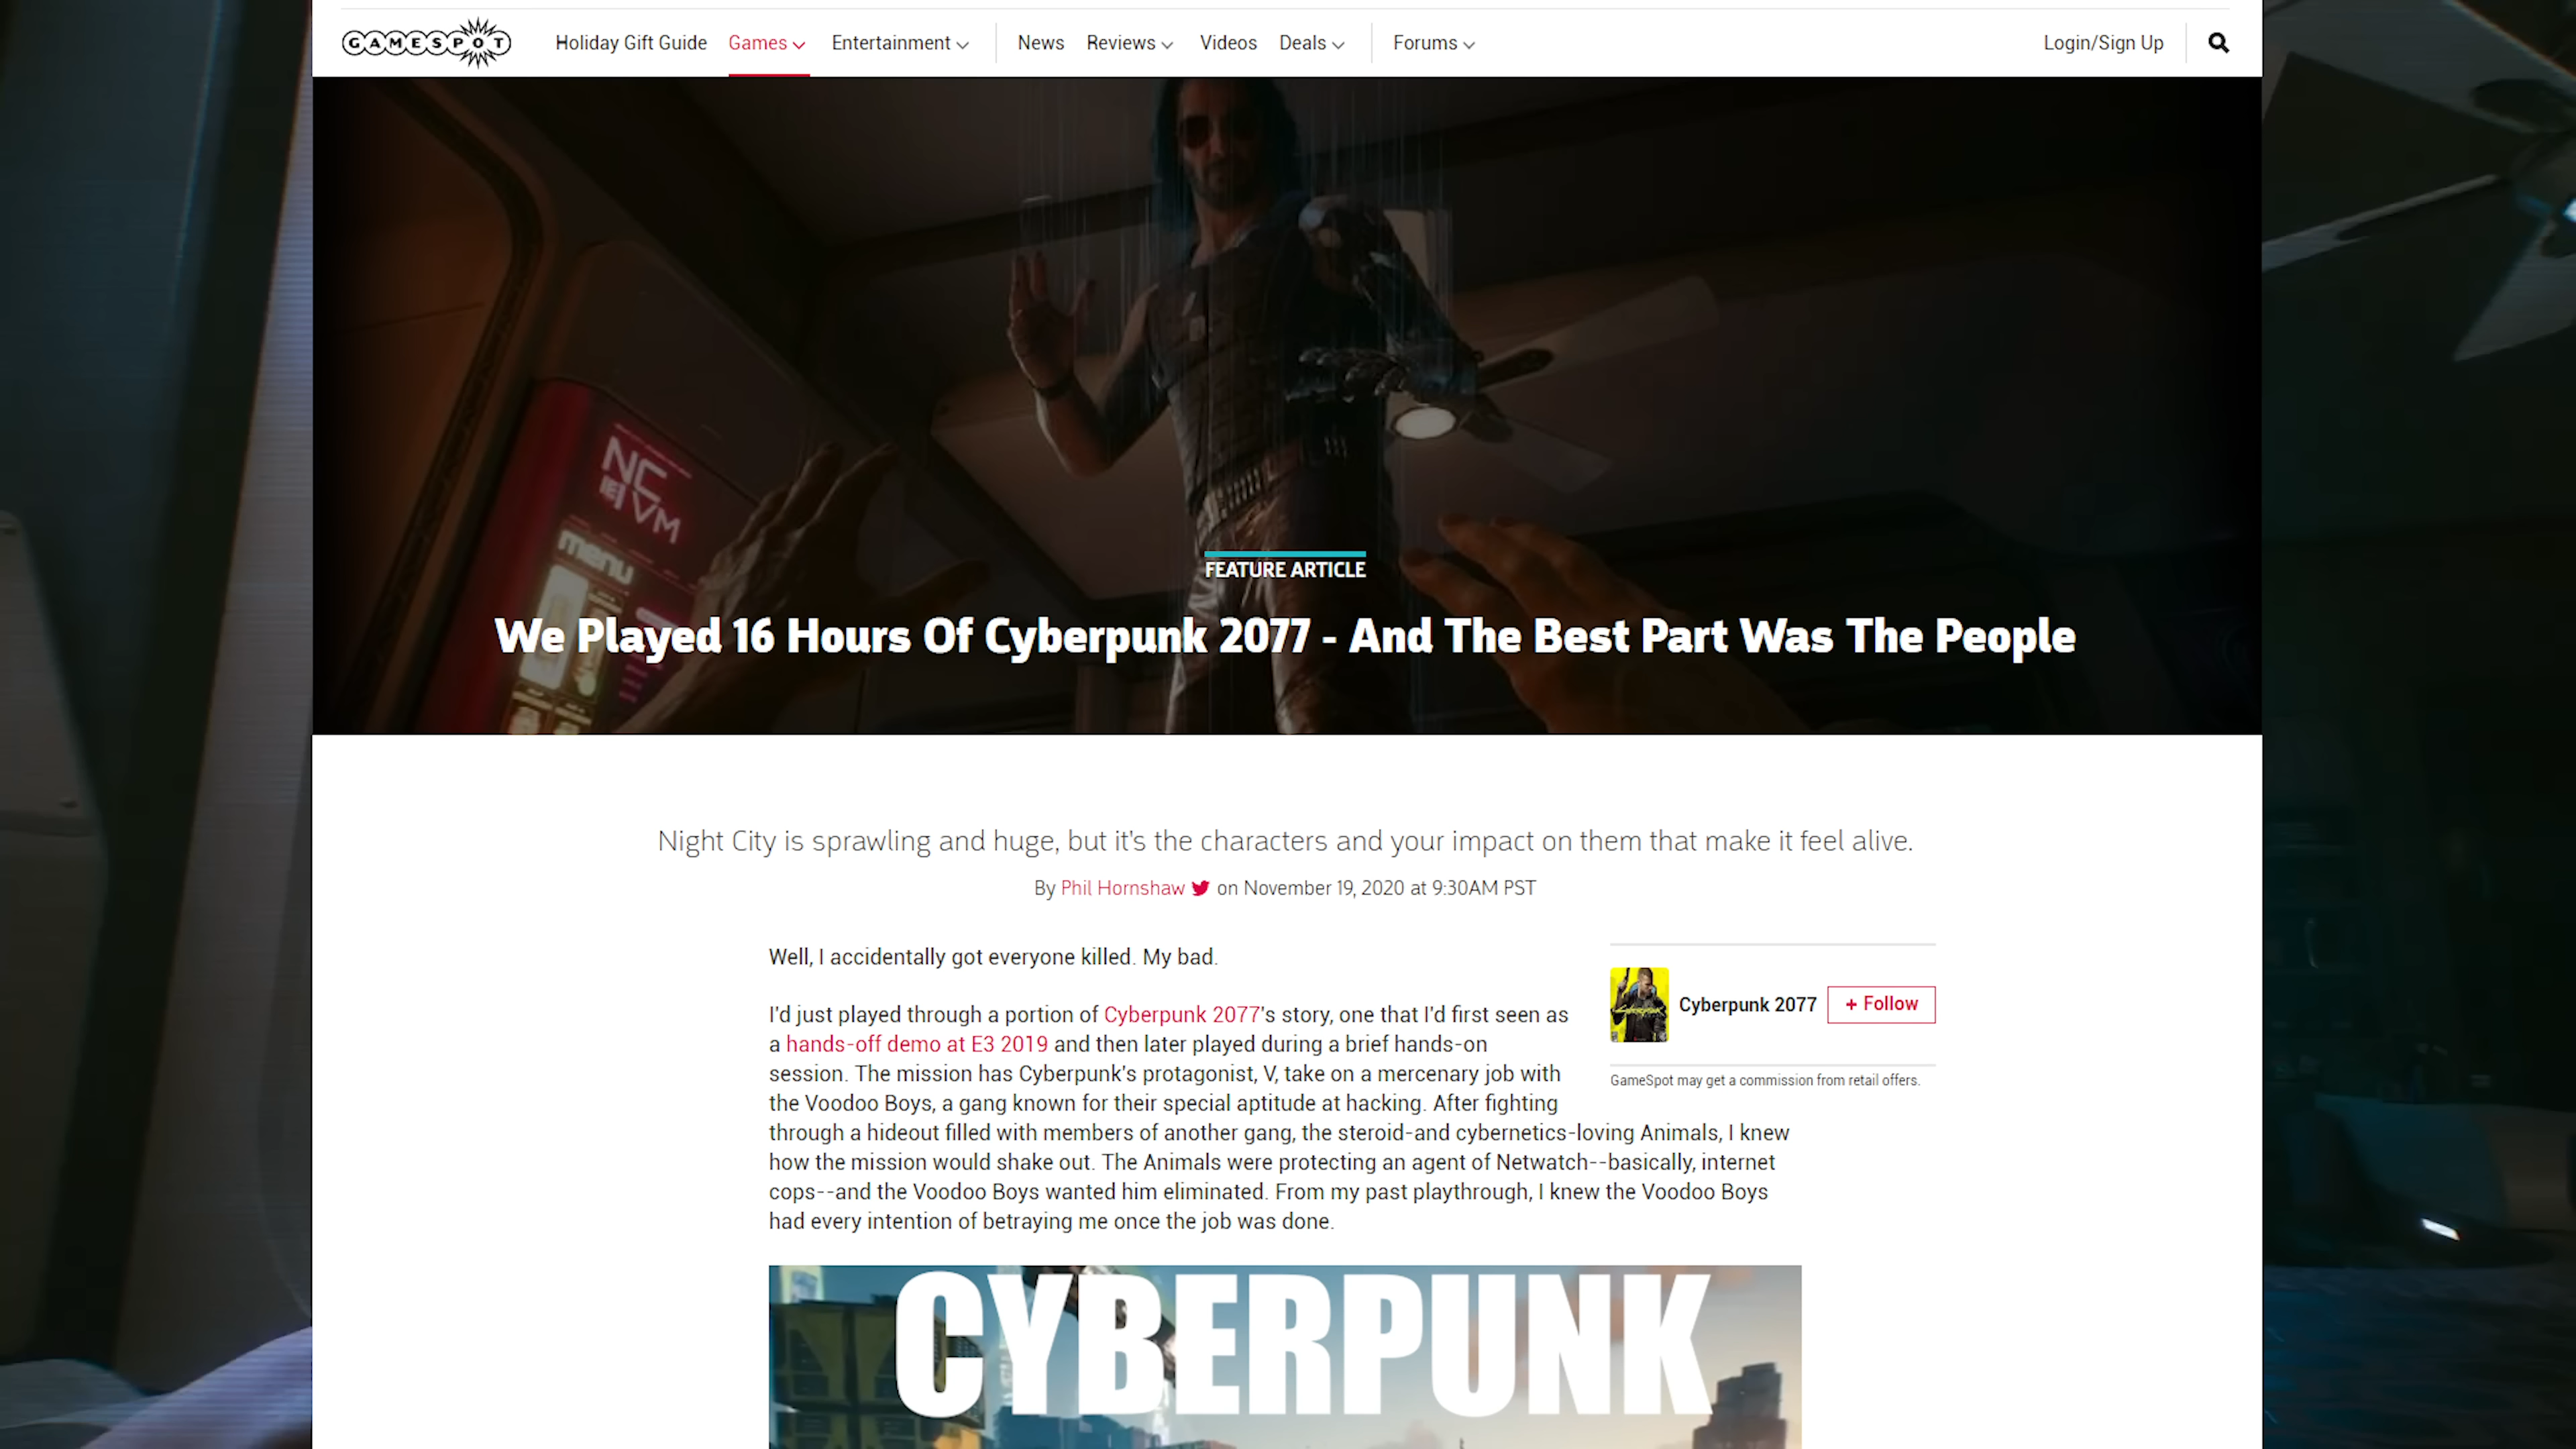 GAMESPOT Holiday Gift Guide Games Entertainment News Reviews Videos Deals Forums Login/Sign Up
NC
VM
menu
FEATURE ARTICLE
We Played 16 Hours Of Cyberpunk 2077 - And The Best Part Was The People
Night City is sprawling and huge, but it's the characters and your impact on them that make it feel alive.
By Phil Hornshaw on November 19, 2020 at 9:30AM PST
Well, I accidentally got everyone killed. My bad.
I'd just played through a portion of Cyberpunk 2077's story, one that I'd first seen as
a hands-off demo at E3 2019 and then later played during a brief hands-on
session. The mission has Cyberpunk's protagonist, V, take on a mercenary job with
the Voodoo Boys, a gang known for their special aptitude at hacking. After fighting
through a hideout filled with members of another gang, the steroid-and cybernetics-loving Animals, I knew
how the mission would shake out. The Animals were protecting an agent of Netwatch--basically, internet
cops--and the Voodoo Boys wanted him eliminated. From my past playthrough, I knew the Voodoo Boys
had every intention of betraying me once the job was done.
Cyberpunk 2077 + Follow
GameSpot may get a commission from retail offers.
CYBERPUNK